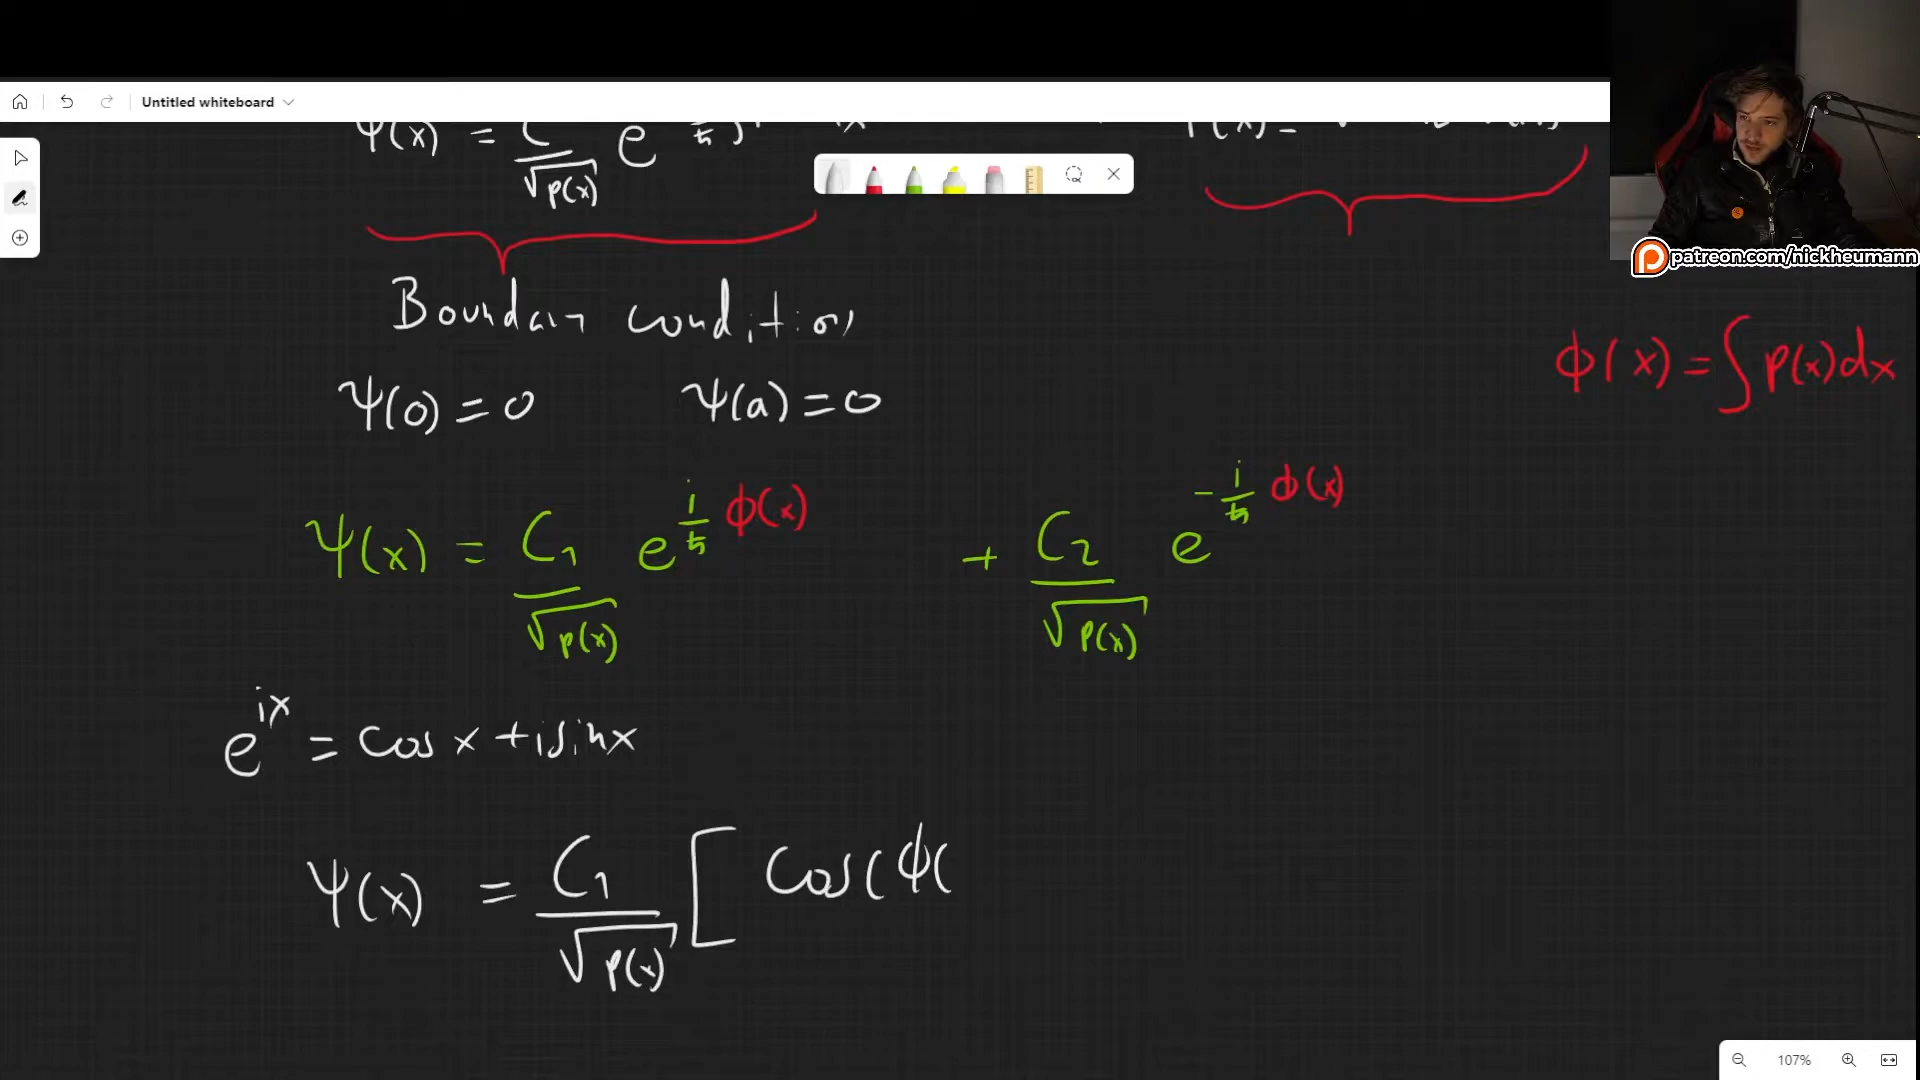 Untitled whiteboard
Ψ(x) = C / √p(x) e
patreon.com/nickheumann
Boundary condition,
ϕ(x) = ∫ p(x)dx
Ψ(0) = 0 Ψ(a) = 0
Ψ(x) = C₁ / √p(x) e^(i/ħ ϕ(x)) + C₂ / √p(x) e^(-i/ħ ϕ(x))
e^(ix) = cos x + i sin x
Ψ(x) = C₁ / √p(x) [ Cos(ϕ(
107%